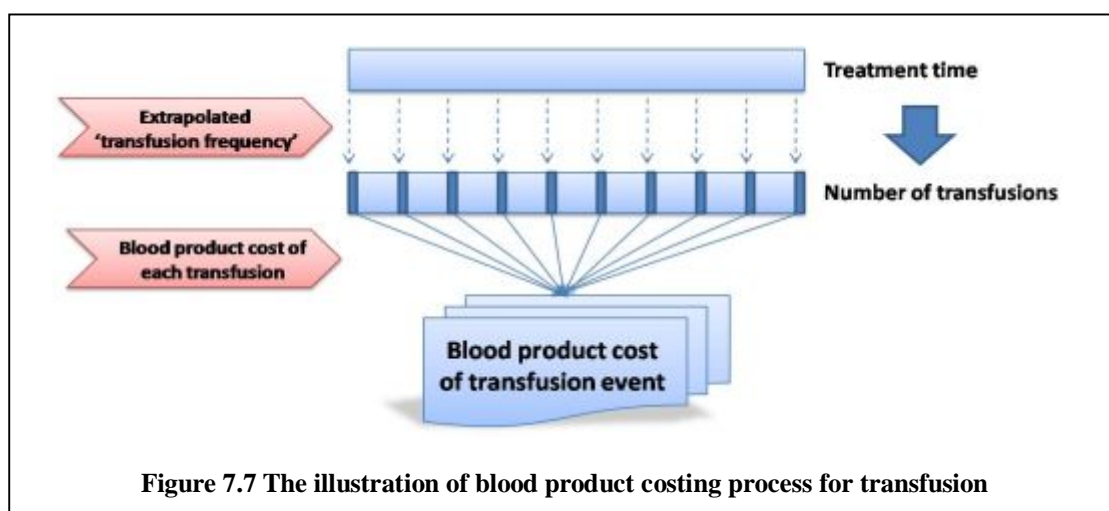 Treatment time
Extrapolated
‘transfusion frequency’
Number of transfusions
Blood product cost of
each transfusion
Blood product cost
of transfusion event
Figure 7.7 The illustration of blood product costing process for transfusion